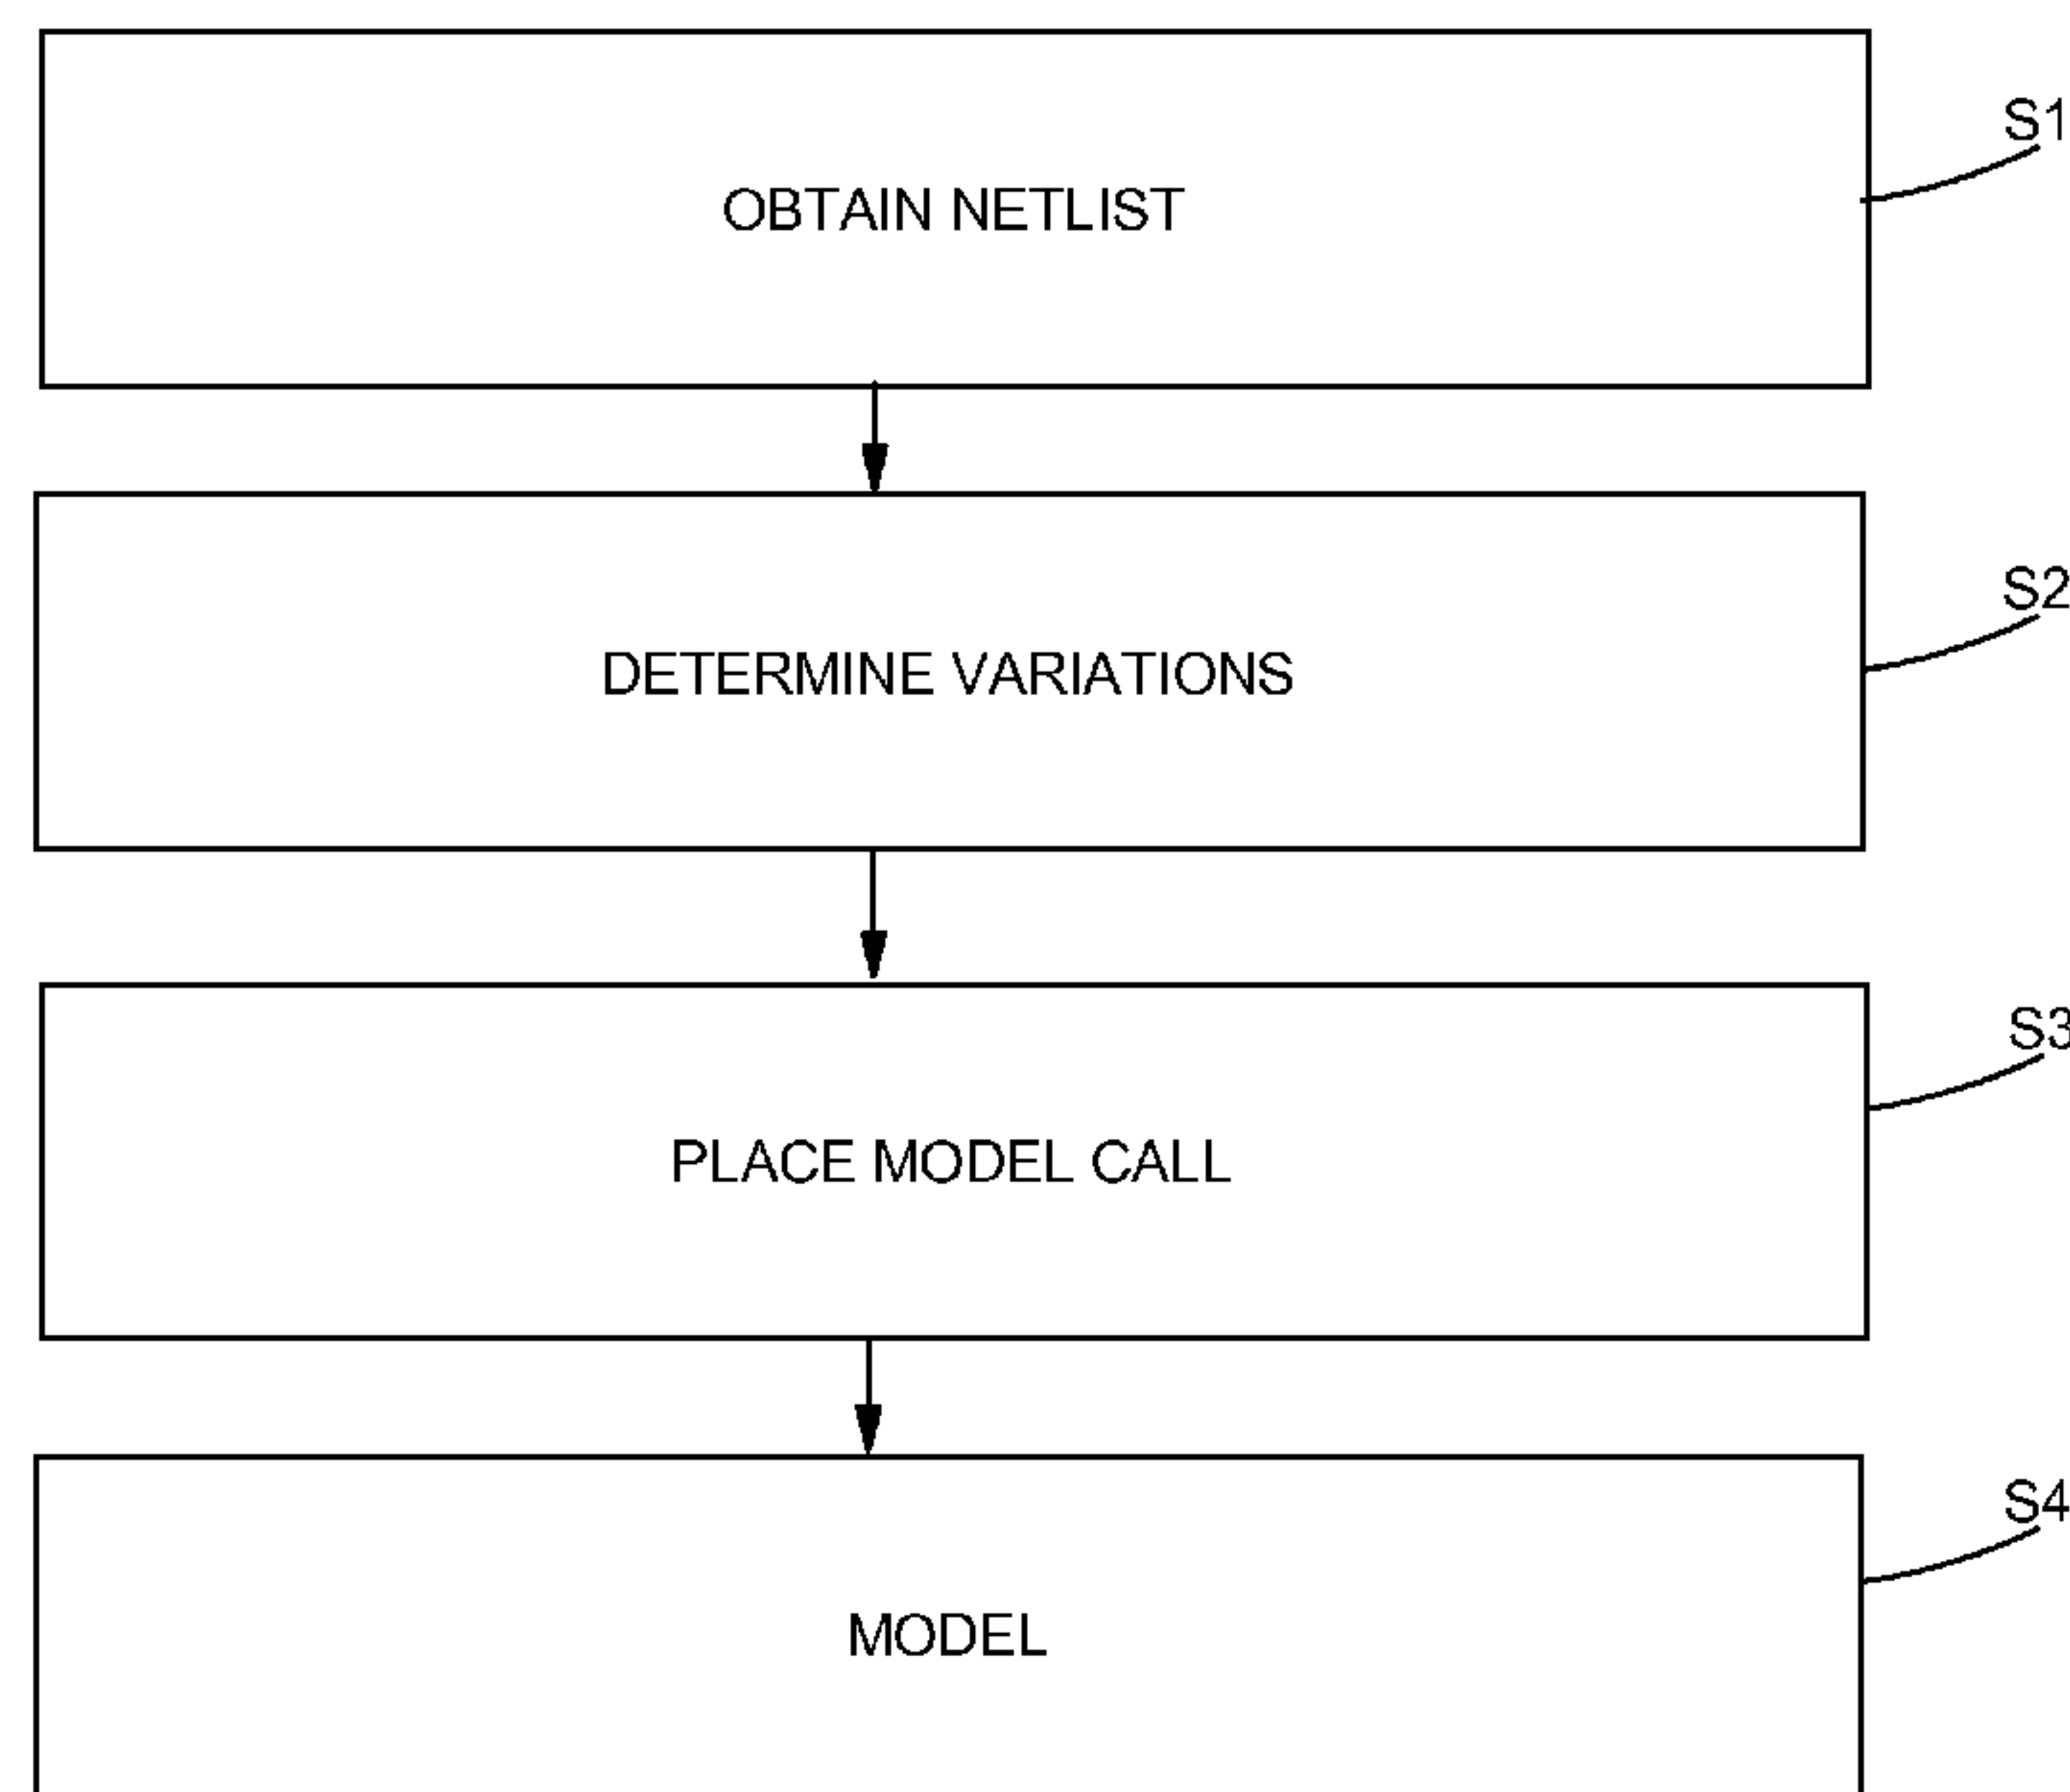 S1
OBTAIN NETLIST
S2
DETERMINE VARIATIONS
S3
PLACE MODEL CALL
S4
MODEL